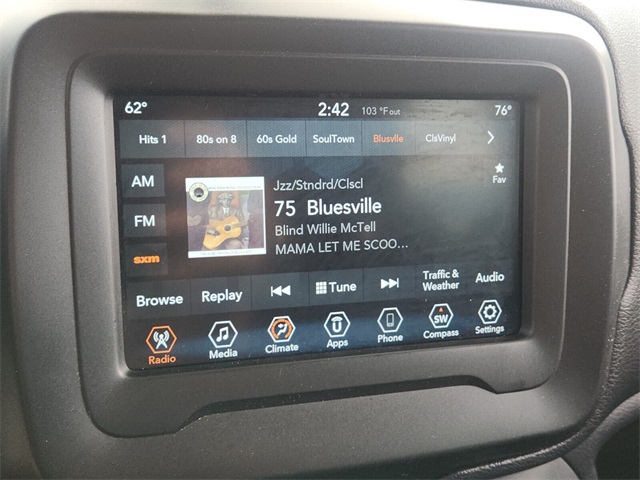 62° 2:42 103 °F out 76°
Hits 1 80s on 8 60s Gold SoulTown Blusvlle ClsVinyl
AM
FM
sxm
Jzz/Stndrd/Clscl
75 Bluesville
Blind Willie McTell
MAMA LET ME SCOO...
Fav
Browse Replay Tune Traffic & Weather Audio
Radio Media Climate Apps Phone SW Compass Settings